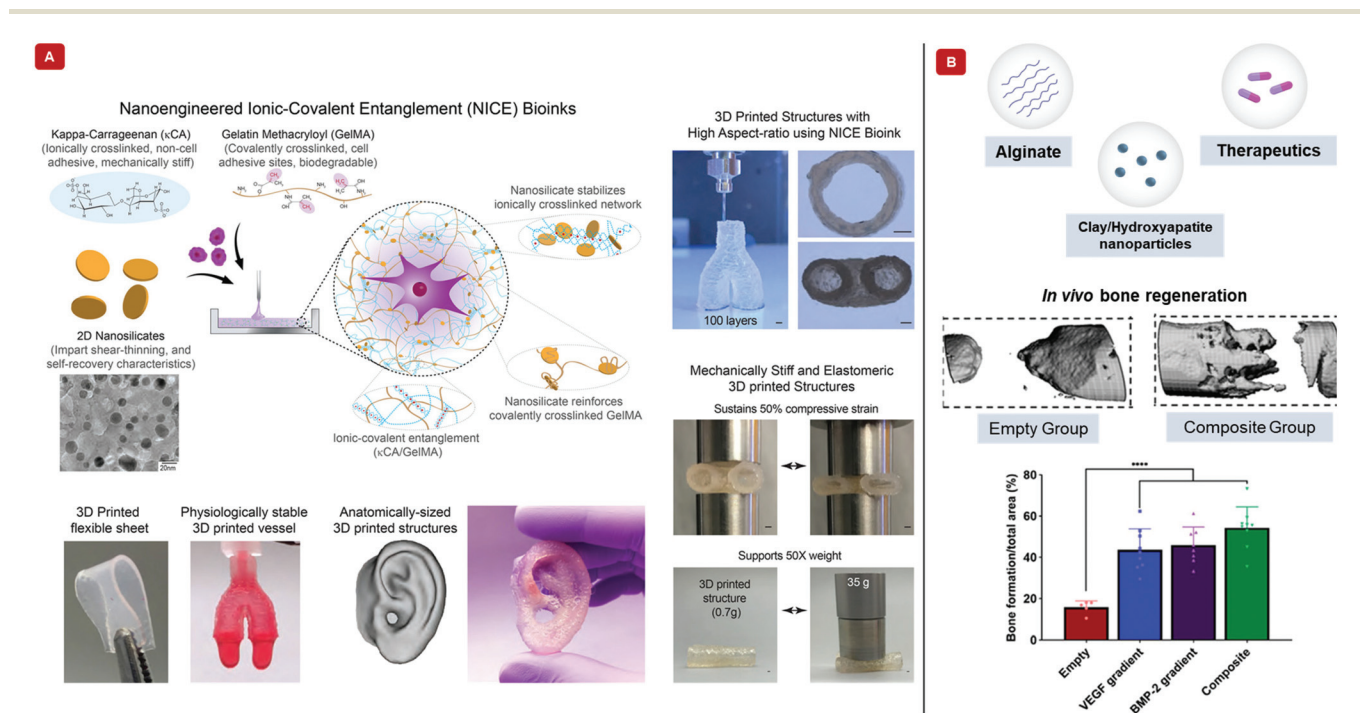 A
Nanoengineered Ionic-Covalent Entanglement (NICE) Bioinks
Kappa-Carrageenan (κCA)
(Ionically crosslinked, non-cell
adhesive, mechanically stiff)
Gelatin Methacryloyl (GelMA)
(Covalently crosslinked, cell
adhesive sites, biodegradable)
Nanosilicate stabilizes
ionically crosslinked network
2D Nanosilicates
(Impart shear-thinning, and
self-recovery characteristics)
20nm
Nanosilicate reinforces
covalently crosslinked GelMA
Ionic-covalent entanglement
(κCA/GelMA)
3D Printed
flexible sheet
Physiologically stable
3D printed vessel
Anatomically-sized
3D printed structures
3D Printed Structures with
High Aspect-ratio using NICE Bioink
100 layers
Mechanically Stiff and Elastomeric
3D printed Structures
Sustains 50% compressive strain
Supports 50X weight
3D printed
structure
(0.7g)
35 g
B
Alginate
Therapeutics
Clay/Hydroxyapatite
nanoparticles
In vivo bone regeneration
Empty Group
Composite Group
Bone formation/total area (%)
80
60
40
20
0
****
Empty
VEGF gradient
BMP-2 gradient
Composite